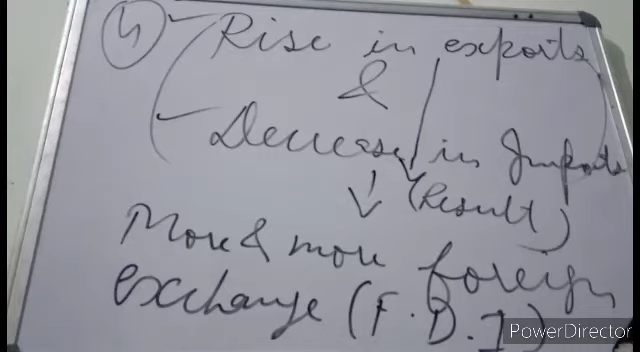 4) - Rise in exports
&
- Decrease in Imports
(Result)
More & more foreign
exchange (F.D.I)
PowerDirector